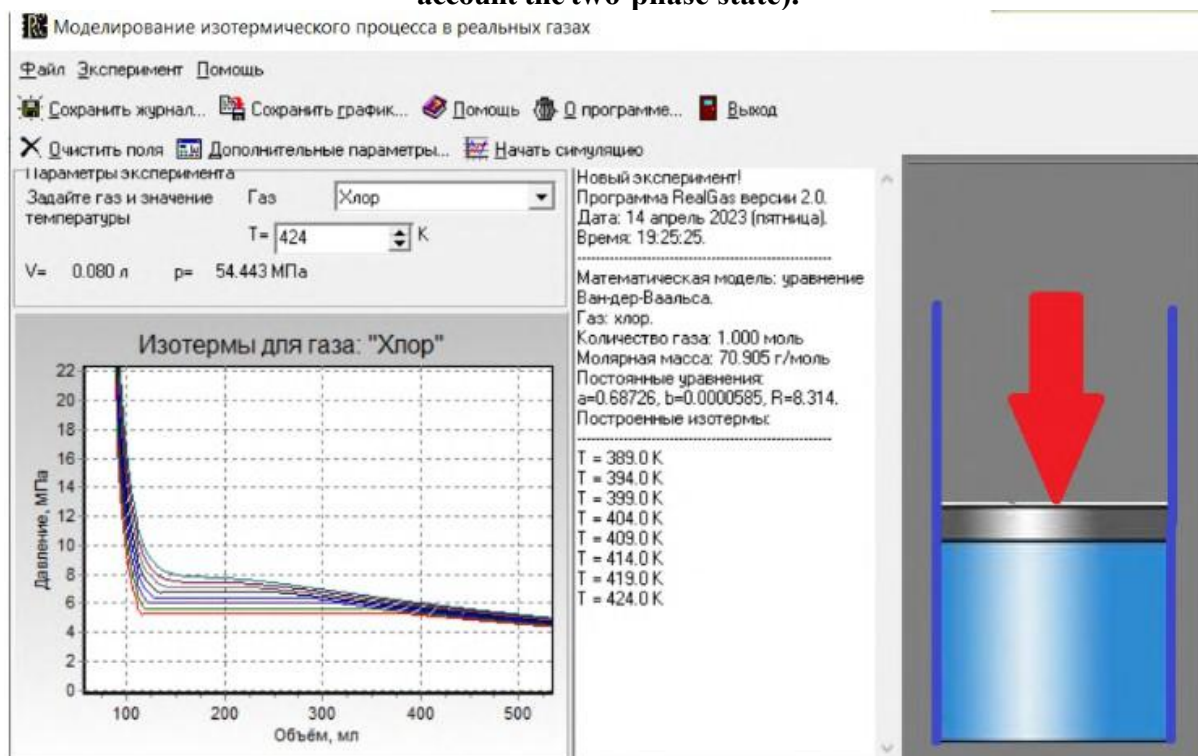 account the two-phase state).
Моделирование изотермического процесса в реальных газах
Файл Эксперимент Помощь
Сохранить журнал... Сохранить график... Помощь О программе... Выход
Очистить поля Дополнительные параметры... Начать симуляцию
Параметры эксперимента
Задайте газ и значение температуры
Газ Хлор
T= 424 K
V= 0.080 л p= 54.443 МПа
Изотермы для газа: "Хлор"
Давление, МПа
22
20
18
16
14
12
10
8
6
4
2
0
100 200 300 400 500
Объём, мл
Новый эксперимент!
Программа RealGas версии 2.0.
Дата: 14 апрель 2023 (пятница).
Время: 19:25:25.
Математическая модель: уравнение
Ван-дер-Ваальса.
Газ: хлор.
Количество газа: 1.000 моль
Молярная масса: 70.905 г/моль
Постоянные уравнения:
a=0.68726, b=0.0000585, R=8.314.
Построенные изотермы:
T = 389.0 K
T = 394.0 K
T = 399.0 K
T = 404.0 K
T = 409.0 K
T = 414.0 K
T = 419.0 K
T = 424.0 K